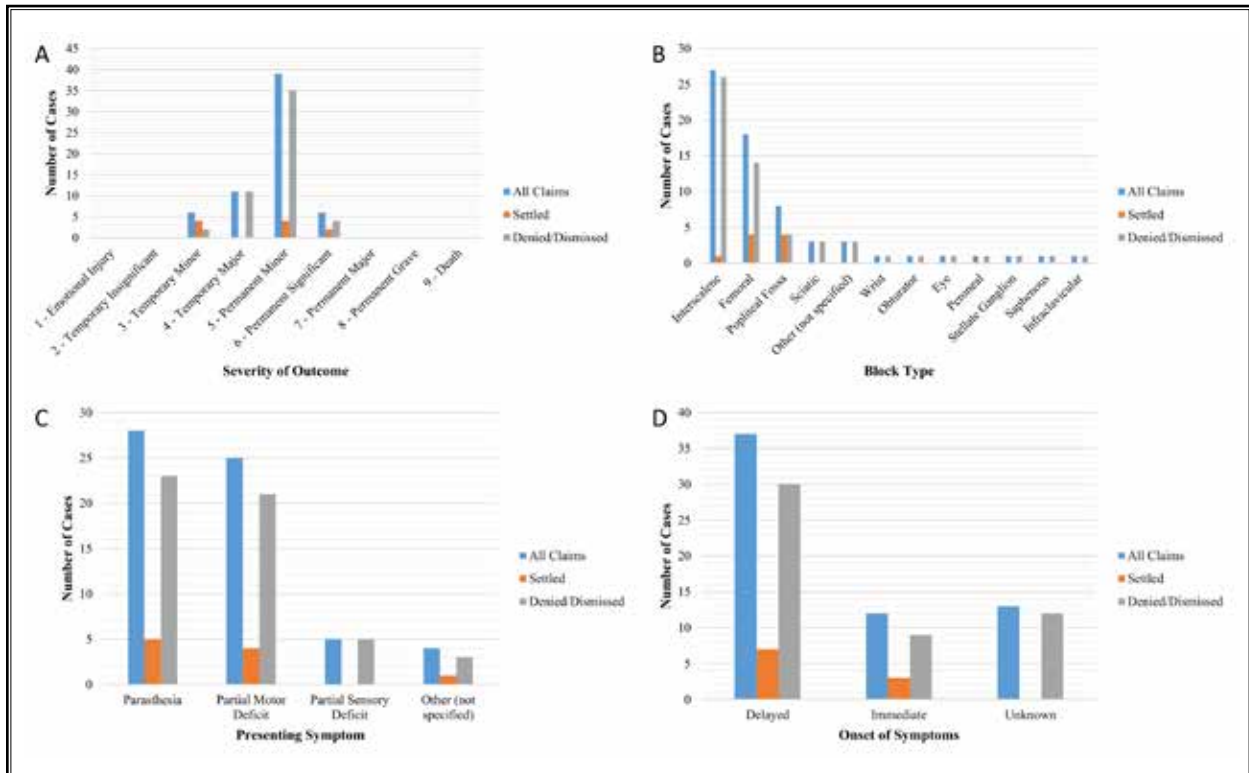 A
45
40
35
30
25
20
15
10
5
0
Number of Cases
1 - Emotional Injury
2 - Temporary Insignificant
3 - Temporary Minor
4 - Temporary Major
5 - Permanent Minor
6 - Permanent Significant
7 - Permanent Major
8 - Permanent Grave
9 - Death
Severity of Outcome
All Claims
Settled
Denied/Dismissed
B
30
25
20
15
10
5
0
Number of Cases
Interscalene
Femoral
Popliteal Fossa
Sciatic
Other (not specified)
Wrist
Obturator
Eye
Peroneal
Stellate Ganglion
Saphenous
Infraclavicular
Block Type
All Claims
Settled
Denied/Dismissed
C
30
25
20
15
10
5
0
Number of Cases
Parasthesia
Partial Motor
Deficit
Partial Sensory
Deficit
Other (not
specified)
Presenting Symptom
All Claims
Settled
Denied/Dismissed
D
40
35
30
25
20
15
10
5
0
Number of Cases
Delayed
Immediate
Unknown
Onset of Symptoms
All Claims
Settled
Denied/Dismissed